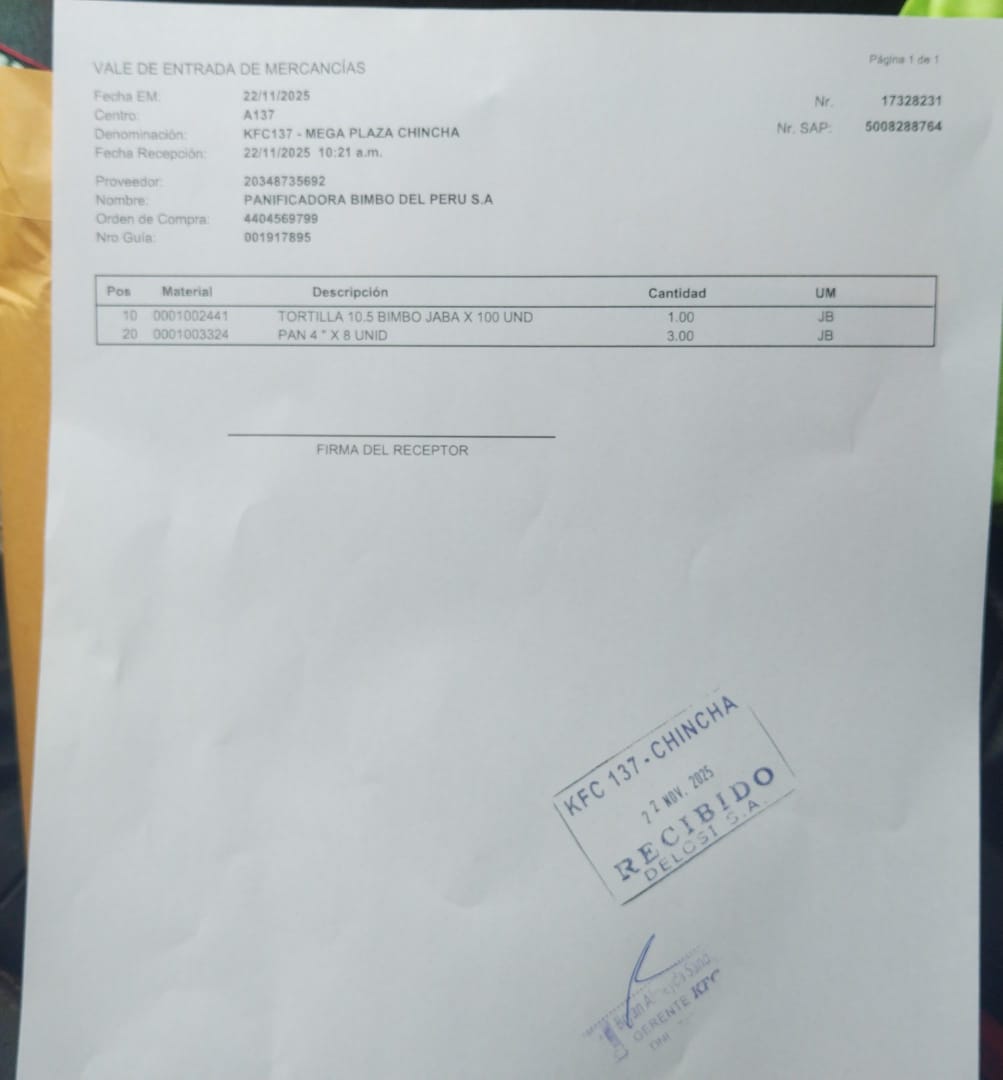 Página 1 de 1
VALE DE ENTRADA DE MERCANCÍAS
Fecha EM: 22/11/2025
Nr. 17328231
Centro: A137
Denominación: KFC137 - MEGA PLAZA CHINCHA
Nr. SAP: 5008288764
Fecha Recepción: 22/11/2025 10:21 a.m.
Proveedor: 20348735692
Nombre: PANIFICADORA BIMBO DEL PERU S.A
Orden de Compra: 4404569799
Nro Guía: 001917895
Pos Material Descripción Cantidad UM
10 0001002441 TORTILLA 10.5 BIMBO JABA X 100 UND 1.00 JB
20 0001003324 PAN 4 " X 8 UNID 3.00 JB
FIRMA DEL RECEPTOR
KFC 137 - CHINCHA
22 NOV. 2025
RECIBIDO
DELOSI S.A.
GERENTE KFC
DNI